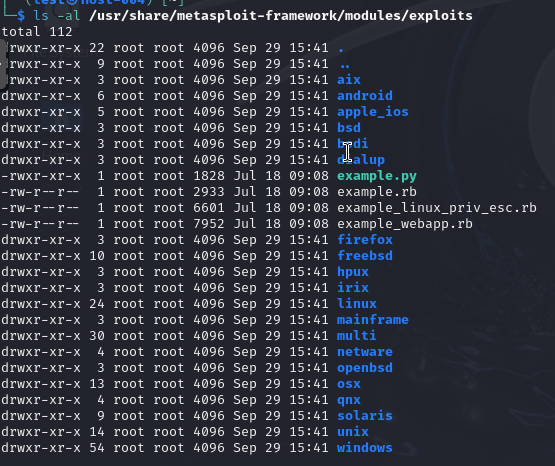 (test㉿host-004) [~]
└─$ ls -al /usr/share/metasploit-framework/modules/exploits
total 112
drwxr-xr-x 22 root root 4096 Sep 29 15:41 .
drwxr-xr-x 9 root root 4096 Sep 29 15:41 ..
drwxr-xr-x 3 root root 4096 Sep 29 15:41 aix
drwxr-xr-x 6 root root 4096 Sep 29 15:41 android
drwxr-xr-x 5 root root 4096 Sep 29 15:41 apple_ios
drwxr-xr-x 3 root root 4096 Sep 29 15:41 bsd
drwxr-xr-x 3 root root 4096 Sep 29 15:41 bsdi
drwxr-xr-x 3 root root 4096 Sep 29 15:41 dialup
-rwxr-xr-x 1 root root 1828 Jul 18 09:08 example.py
-rw-r--r-- 1 root root 2933 Jul 18 09:08 example.rb
-rw-r--r-- 1 root root 6601 Jul 18 09:08 example_linux_priv_esc.rb
-rw-r--r-- 1 root root 7952 Jul 18 09:08 example_webapp.rb
drwxr-xr-x 3 root root 4096 Sep 29 15:41 firefox
drwxr-xr-x 10 root root 4096 Sep 29 15:41 freebsd
drwxr-xr-x 3 root root 4096 Sep 29 15:41 hpux
drwxr-xr-x 3 root root 4096 Sep 29 15:41 irix
drwxr-xr-x 24 root root 4096 Sep 29 15:41 linux
drwxr-xr-x 3 root root 4096 Sep 29 15:41 mainframe
drwxr-xr-x 30 root root 4096 Sep 29 15:41 multi
drwxr-xr-x 4 root root 4096 Sep 29 15:41 netware
drwxr-xr-x 3 root root 4096 Sep 29 15:41 openbsd
drwxr-xr-x 13 root root 4096 Sep 29 15:41 osx
drwxr-xr-x 4 root root 4096 Sep 29 15:41 qnx
drwxr-xr-x 9 root root 4096 Sep 29 15:41 solaris
drwxr-xr-x 14 root root 4096 Sep 29 15:41 unix
drwxr-xr-x 54 root root 4096 Sep 29 15:41 windows